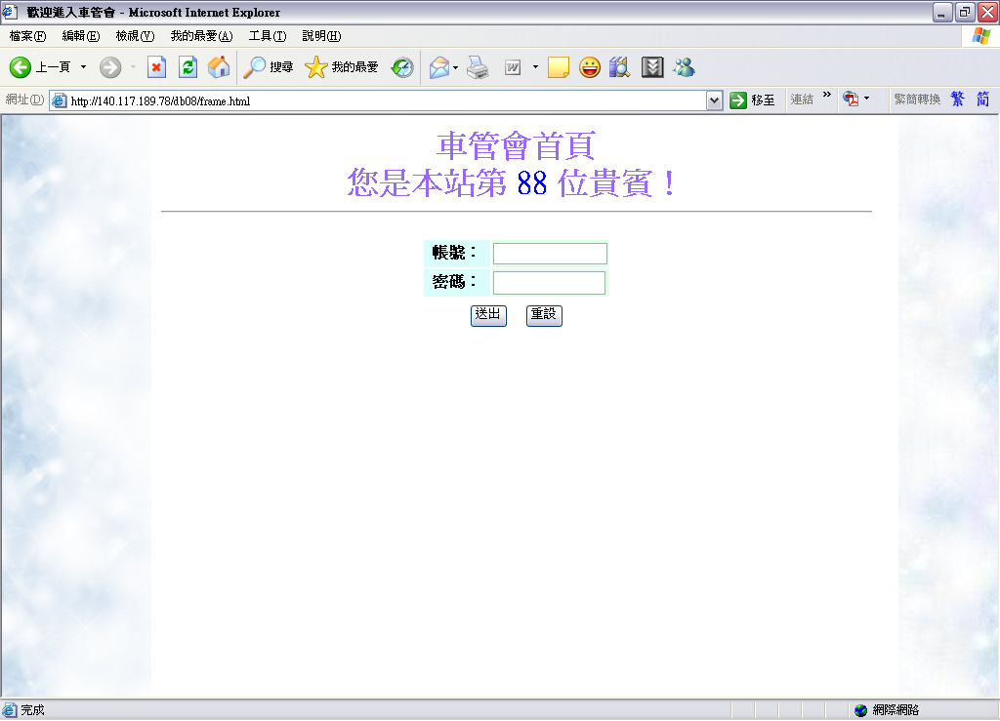 歡迎進入車管會 - Microsoft Internet Explorer
檔案(F) 編輯(E) 檢視(V) 我的最愛(A) 工具(T) 說明(H)
上一頁 搜尋 我的最愛
網址(D) http://140.117.189.78/db08/frame.html 移至 連結 » 繁簡轉換 繁 简
車管會首頁
您是本站第 88 位貴賓！
帳號：
密碼：
送出 重設
完成 網際網路